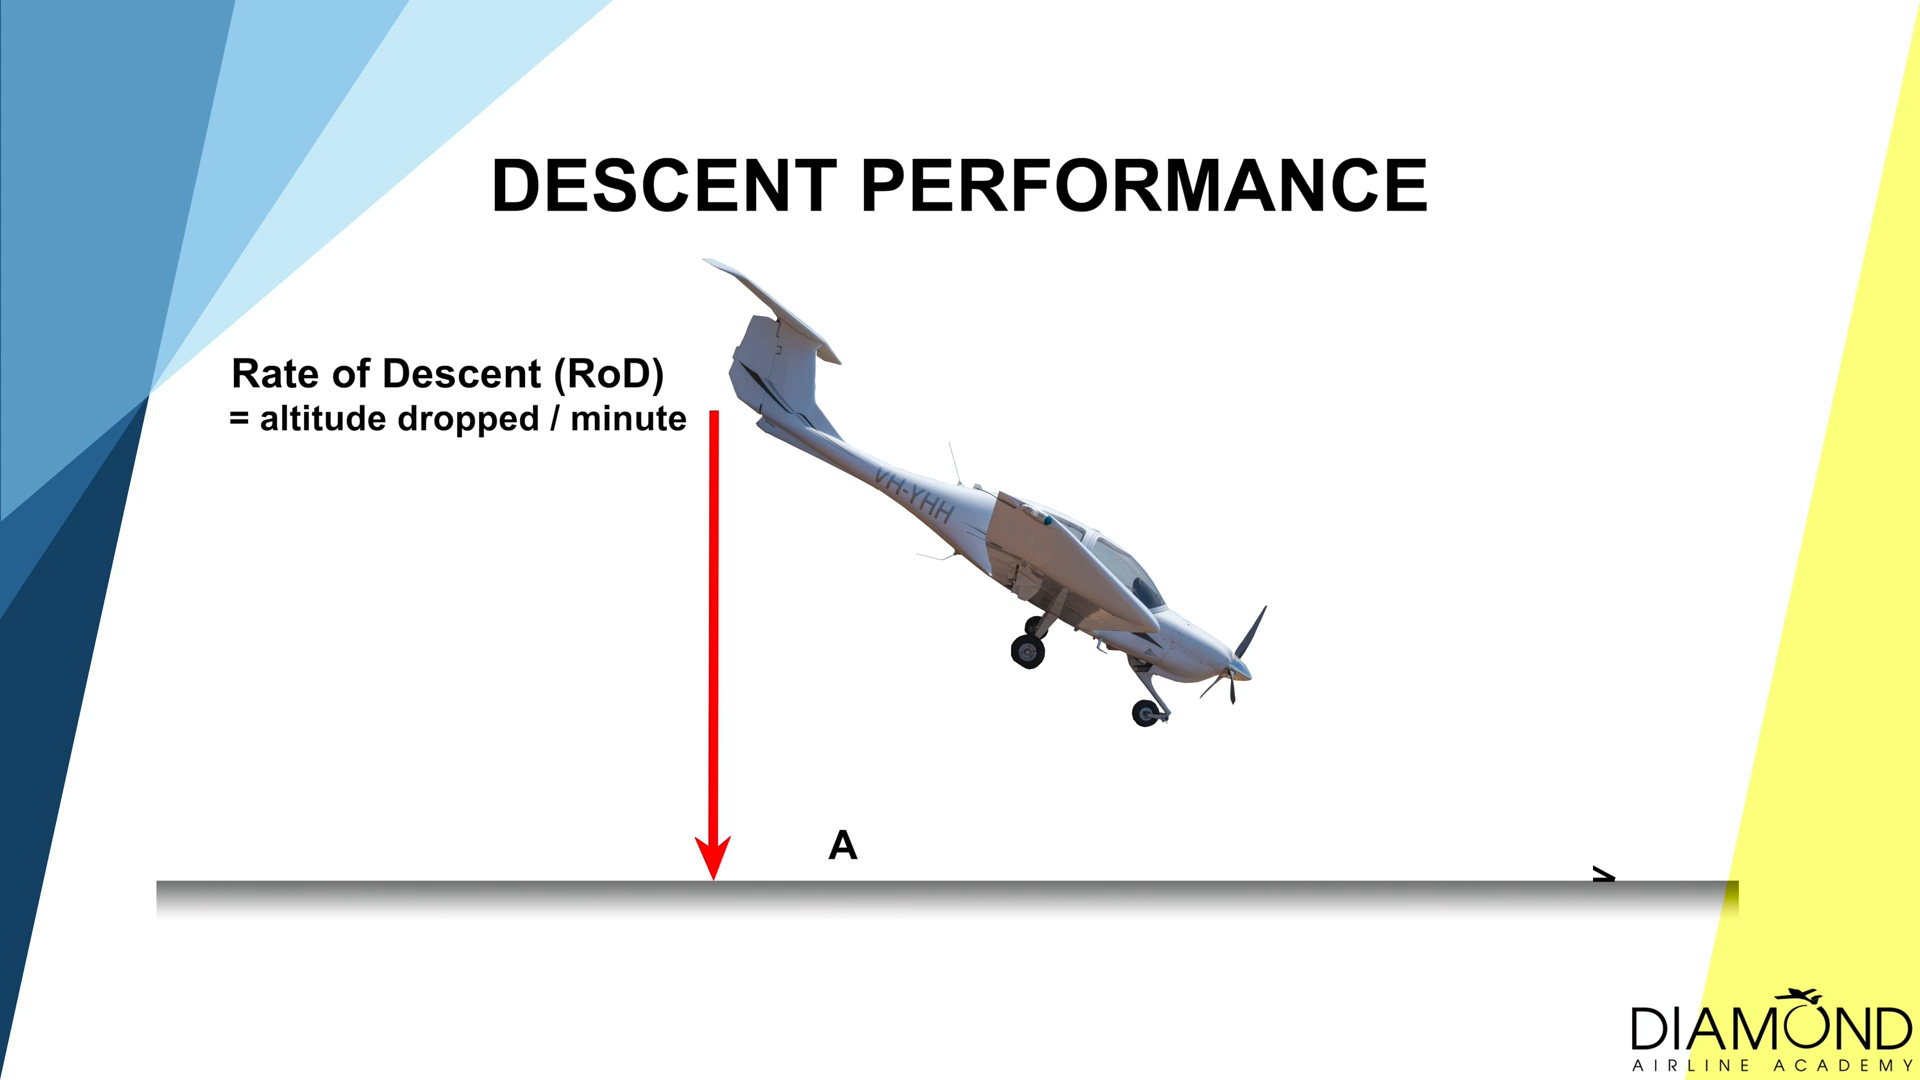 DESCENT PERFORMANCE
Rate of Descent (RoD)
= altitude dropped / minute
VH-YHH
A
DIAMOND
AIRLINE ACADEMY